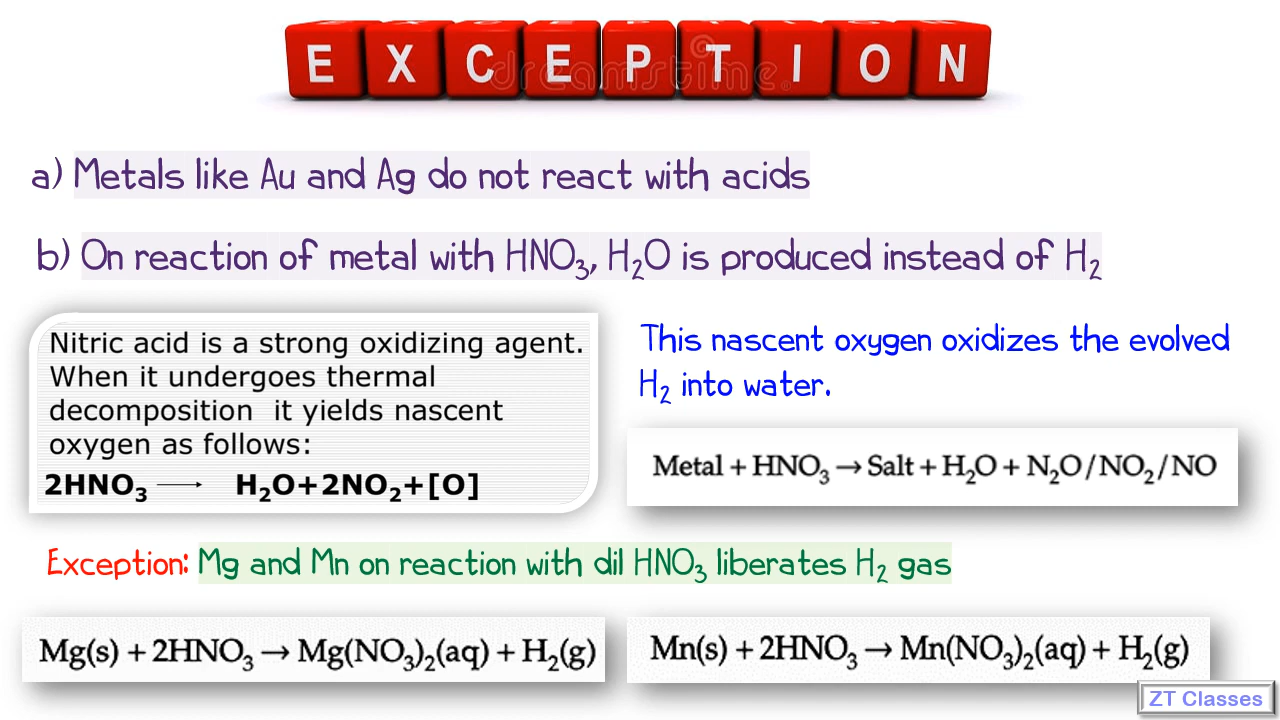 EXCEPTION
dreamstime
a) Metals like Au and Ag do not react with acids
b) On reaction of metal with HNO₃, H₂O is produced instead of H₂
Nitric acid is a strong oxidizing agent.
When it undergoes thermal
decomposition it yields nascent
oxygen as follows:
2HNO₃ ⟶ H₂O+2NO₂+[O]
This nascent oxygen oxidizes the evolved
H₂ into water.
Metal + HNO₃ → Salt + H₂O + N₂O/NO₂/NO
Exception: Mg and Mn on reaction with dil HNO₃ liberates H₂ gas
Mg(s) + 2HNO₃ → Mg(NO₃)₂(aq) + H₂(g)
Mn(s) + 2HNO₃ → Mn(NO₃)₂(aq) + H₂(g)
ZT Classes